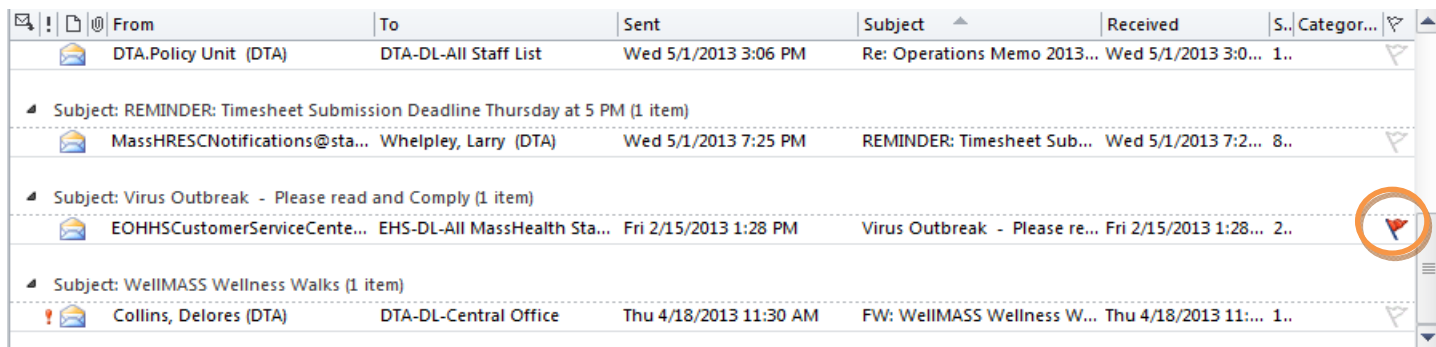 ! From To Sent Subject Received S.. Categor...
DTA.Policy Unit (DTA) DTA-DL-All Staff List Wed 5/1/2013 3:06 PM Re: Operations Memo 2013... Wed 5/1/2013 3:0... 1..
Subject: REMINDER: Timesheet Submission Deadline Thursday at 5 PM (1 item)
MassHRESCNotifications@sta... Whelpley, Larry (DTA) Wed 5/1/2013 7:25 PM REMINDER: Timesheet Sub... Wed 5/1/2013 7:2... 8..
Subject: Virus Outbreak - Please read and Comply (1 item)
EOHHSCustomerServiceCente... EHS-DL-All MassHealth Sta... Fri 2/15/2013 1:28 PM Virus Outbreak - Please re... Fri 2/15/2013 1:28... 2..
Subject: WellMASS Wellness Walks (1 item)
! Collins, Delores (DTA) DTA-DL-Central Office Thu 4/18/2013 11:30 AM FW: WellMASS Wellness W... Thu 4/18/2013 11:... 1..